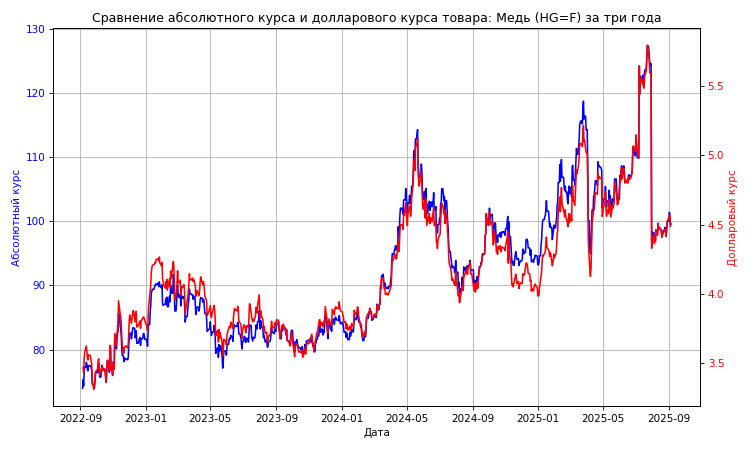 Сравнение абсолютного курса и долларового курса товара: Медь (HG=F) за три года
130
120
110
100
90
80
Абсолютный курс
5.5
5.0
4.5
4.0
3.5
Долларовый курс
2022-09 2023-01 2023-05 2023-09 2024-01 2024-05 2024-09 2025-01 2025-05 2025-09
Дата